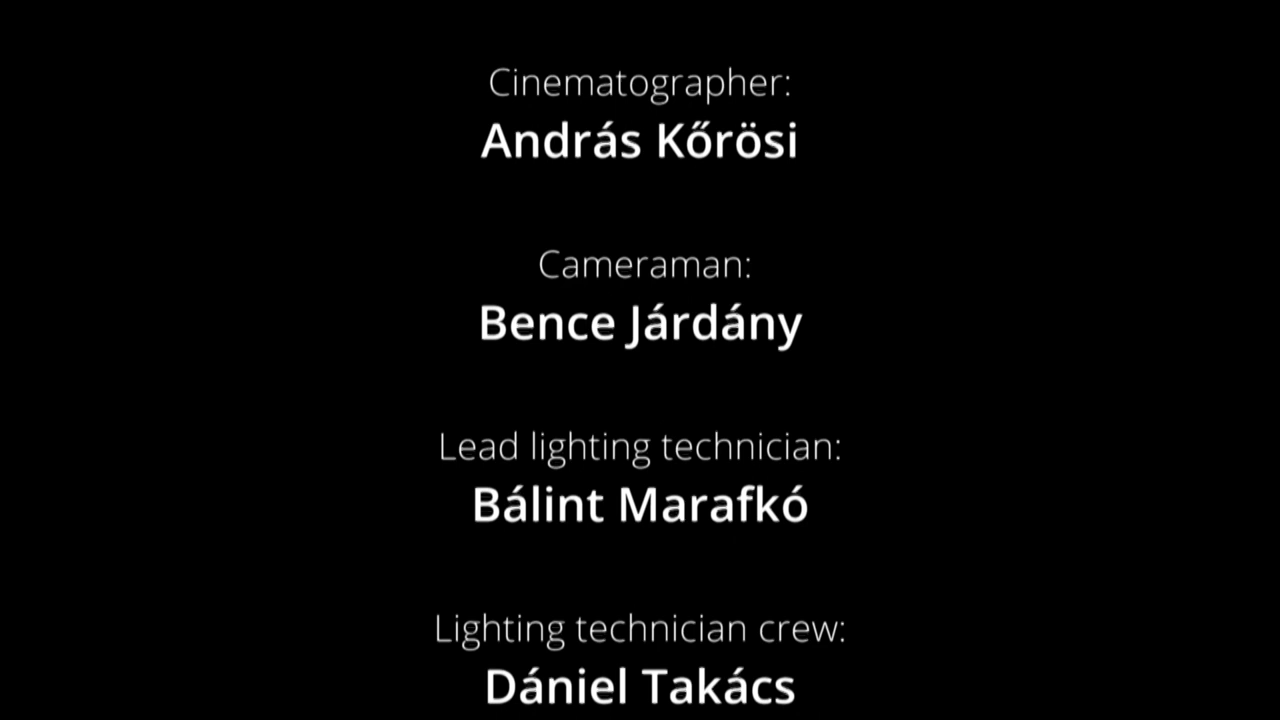 Cinematographer:
András Kőrösi
Cameraman:
Bence Járdány
Lead lighting technician:
Bálint Marafkó
Lighting technician crew:
Dániel Takács